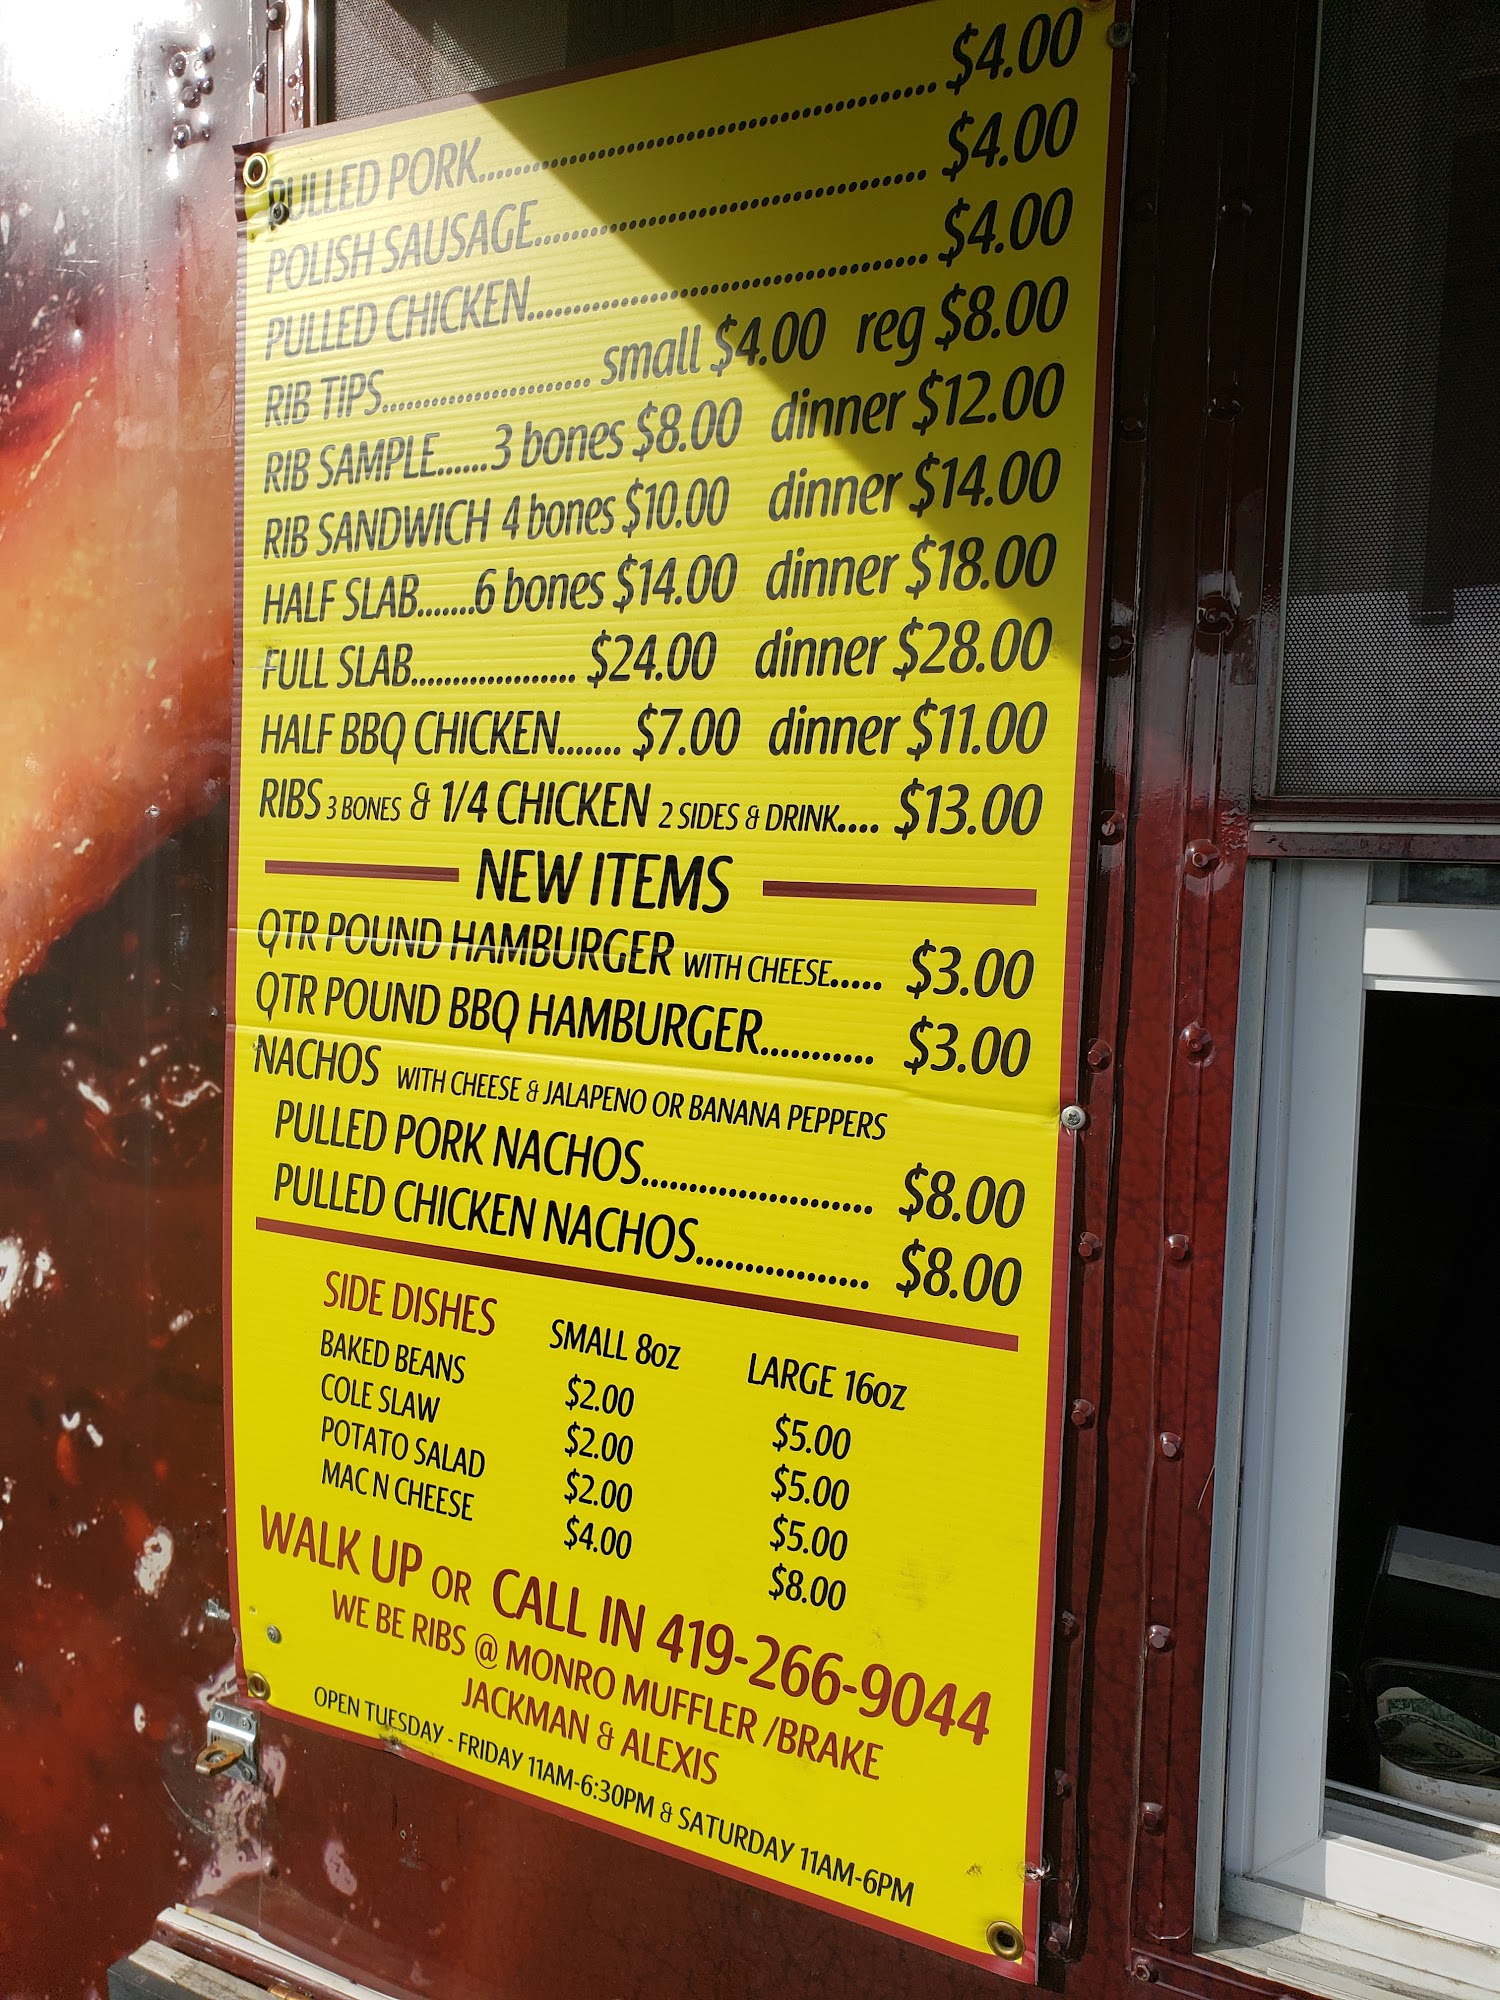 PULLED PORK........................................ $4.00
POLISH SAUSAGE.................................. $4.00
PULLED CHICKEN.................................. $4.00
RIB TIPS...................... small $4.00 reg $8.00
RIB SAMPLE......3 bones $8.00 dinner $12.00
RIB SANDWICH 4 bones $10.00 dinner $14.00
HALF SLAB.......6 bones $14.00 dinner $18.00
FULL SLAB................... $24.00 dinner $28.00
HALF BBQ CHICKEN....... $7.00 dinner $11.00
RIBS 3 BONES & 1/4 CHICKEN 2 SIDES & DRINK.... $13.00
NEW ITEMS
QTR POUND HAMBURGER WITH CHEESE..... $3.00
QTR POUND BBQ HAMBURGER........... $3.00
NACHOS WITH CHEESE & JALAPENO OR BANANA PEPPERS
PULLED PORK NACHOS...................... $8.00
PULLED CHICKEN NACHOS................. $8.00
SIDE DISHES SMALL 8OZ LARGE 16OZ
BAKED BEANS $2.00 $5.00
COLE SLAW $2.00 $5.00
POTATO SALAD $2.00 $5.00
MAC N CHEESE $4.00 $8.00
WALK UP OR CALL IN 419-266-9044
WE BE RIBS @ MONRO MUFFLER /BRAKE
JACKMAN & ALEXIS
OPEN TUESDAY - FRIDAY 11AM-6:30PM & SATURDAY 11AM-6PM